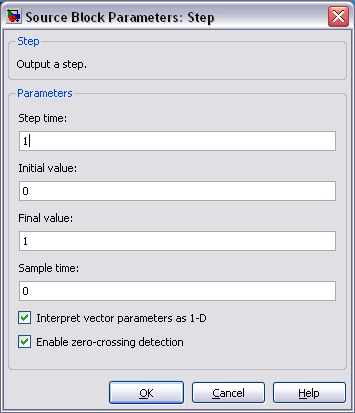 Source Block Parameters: Step
Step
Output a step.
Parameters
Step time:
1
Initial value:
0
Final value:
1
Sample time:
0
Interpret vector parameters as 1-D
Enable zero-crossing detection
OK Cancel Help